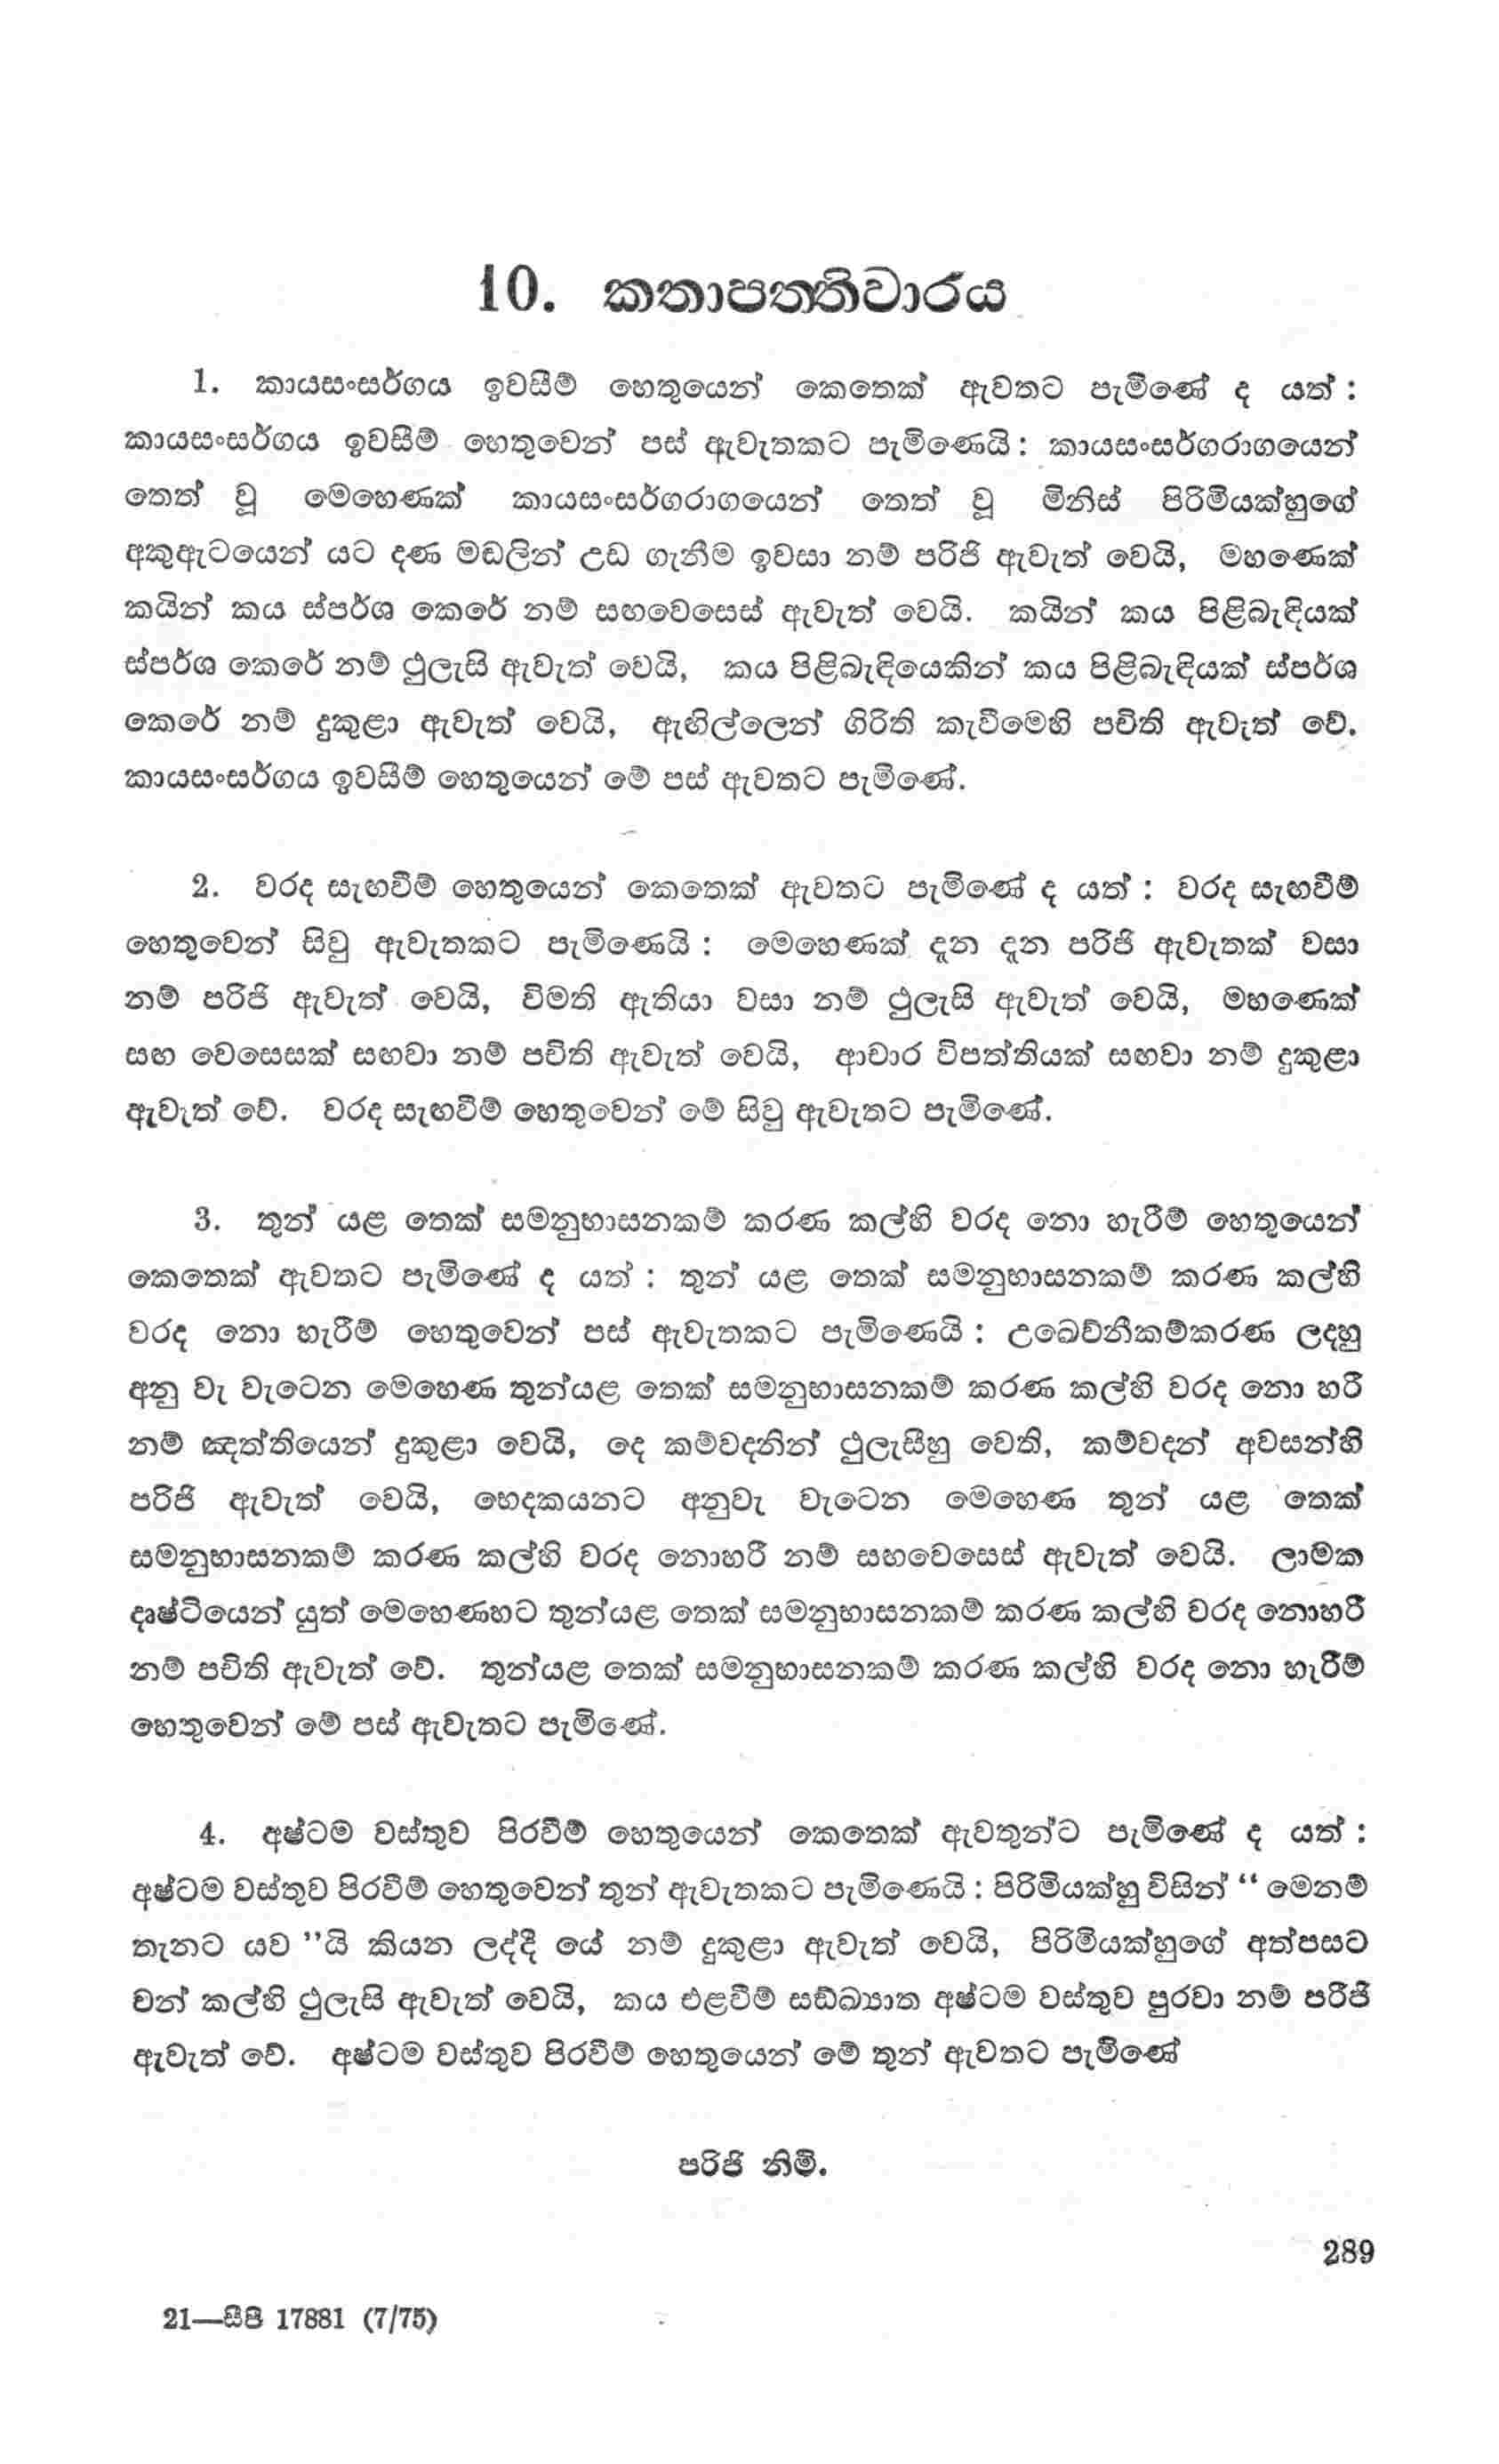 10. කතාපත්තිවාරය
1. කායසංසර්ගය ඉවසීම් හෙතුයෙන් කෙතෙක් ඇවතට පැමිණේ ද යත් :
කායසංසර්ගය ඉවසීම් හෙතුවෙන් පස් ඇවැතකට පැමිණෙයි : කායසංසර්ගරාගයෙන්
තෙත් වූ මෙහෙණක් කායසංසර්ගරාගයෙන් තෙත් වූ මිනිස් පිරිමියක්හුගේ
අකුඇටයෙන් යට දණ මඬලින් උඩ ගැනීම ඉවසා නම් පරිජි ඇවැත් වෙයි, මහණෙක්
කයින් කය ස්පර්ශ කෙරේ නම් සඟවෙසෙස් ඇවැත් වෙයි. කයින් කය පිළිබැඳියක්
ස්පර්ශ කෙරේ නම් ථුලැසි ඇවැත් වෙයි, කය පිළිබැඳියෙකින් කය පිළිබැඳියක් ස්පර්ශ
කෙරේ නම් දුකුළා ඇවැත් වෙයි, ඇඟිල්ලෙන් ගිරිති කැවීමෙහි පචිති ඇවැත් වේ.
කායසංසර්ගය ඉවසීම් හෙතුයෙන් මේ පස් ඇවතට පැමිණේ.
2. වරද සැඟවීම් හෙතුයෙන් කෙතෙක් ඇවතට පැමිණේ ද යත් : වරද සැඟවීම්
හෙතුවෙන් සිවු ඇවැතකට පැමිණෙයි : මෙහෙණක් දැන දැන පරිජි ඇවැතක් වසා
නම් පරිජි ඇවැත් වෙයි, විමති ඇතියා වසා නම් ථුලැසි ඇවැත් වෙයි, මහණෙක්
සඟ වෙසෙසක් සඟවා නම් පචිති ඇවැත් වෙයි, ආචාර විපත්තියක් සඟවා නම් දුකුළා
ඇවැත් වේ. වරද සැඟවීම් හෙතුවෙන් මේ සිවු ඇවැතට පැමිණේ.
3. තුන් යළ තෙක් සමනුභාසනකම් කරණ කල්හි වරද නො හැරීම් හෙතුයෙන්
කෙතෙක් ඇවතට පැමිණේ ද යත් : තුන් යළ තෙක් සමනුභාසනකම් කරණ කල්හි
වරද නො හැරීම් හෙතුවෙන් පස් ඇවැතකට පැමිණෙයි : උඛෙව්නීකම්කරණ ලදහු
අනු වැ වැටෙන මෙහෙණ තුන්යළ තෙක් සමනුභාසනකම් කරණ කල්හි වරද නො හරී
නම් ඤත්තියෙන් දුකුළා වෙයි, දෙ කම්වදනින් ථුලැසිහු වෙති, කම්වදන් අවසන්හි
පරිජි ඇවැත් වෙයි, භෙදකයනට අනුවැ වැටෙන මෙහෙණ තුන් යළ තෙක්
සමනුභාසනකම් කරණ කල්හි වරද නොහරී නම් සඟවෙසෙස් ඇවැත් වෙයි. ලාමක
දෘෂ්ටියෙන් යුත් මෙහෙණහට තුන්යළ තෙක් සමනුභාසනකම් කරණ කල්හි වරද නොහරී
නම් පචිති ඇවැත් වේ. තුන්යළ තෙක් සමනුභාසනකම් කරණ කල්හි වරද නො හැරීම්
හෙතුවෙන් මේ පස් ඇවැතට පැමිණේ.
4. අෂ්ටම වස්තුව පිරවීම් හෙතුයෙන් කෙතෙක් ඇවතුන්ට පැමිණේ ද යත් :
අෂ්ටම වස්තුව පිරවීම් හෙතුවෙන් තුන් ඇවැතකට පැමිණෙයි : පිරිමියක්හු විසින් “ මෙනම්
තැනට යව ”යි කියන ලද්දී යේ නම් දුකුළා ඇවැත් වෙයි, පිරිමියක්හුගේ අත්පසට
වන් කල්හි ථුලැසි ඇවැත් වෙයි, කය එළවීම් සඞ්ඛ්‍යාත අෂ්ටම වස්තුව පුරවා නම් පරිජි
ඇවැත් වේ. අෂ්ටම වස්තුව පිරවීම් හෙතුයෙන් මේ තුන් ඇවතට පැමිණේ
පරිජි නිමි.
289
21—සීපි 17881 (7/75)